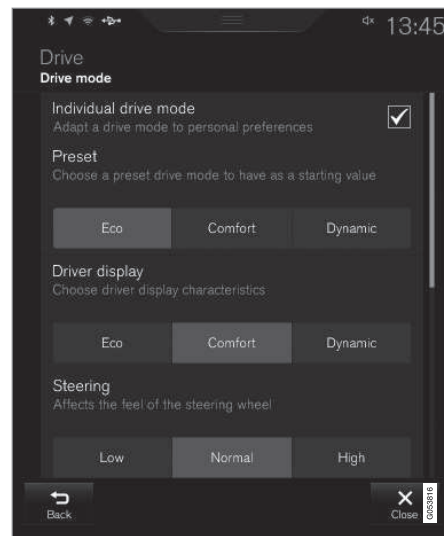 13:45
Drive
Drive mode
Individual drive mode
Adapt a drive mode to personal preferences
Preset
Choose a preset drive mode to have as a starting value
Eco Comfort Dynamic
Driver display
Choose driver display characteristics
Eco Comfort Dynamic
Steering
Affects the feel of the steering wheel
Low Normal High
Back Close
G053816